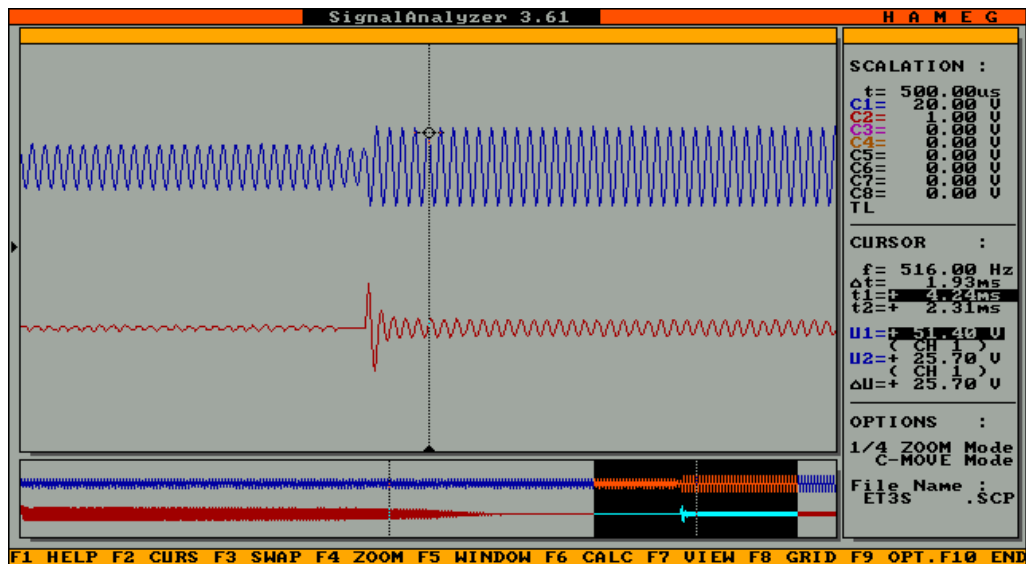 SignalAnalyzer 3.61
H A M E G
SCALATION :
t= 500.00us
C1= 20.00 V
C2= 1.00 V
C3= 0.00 V
C4= 0.00 V
C5= 0.00 V
C6= 0.00 V
C7= 0.00 V
C8= 0.00 V
TL
CURSOR :
f= 516.00 Hz
Δt= 1.93ms
t1=+ 4.24ms
t2=+ 2.31ms
U1=+ 51.40 V
( CH 1 )
U2=+ 25.70 V
( CH 1 )
ΔU=+ 25.70 V
OPTIONS :
1/4 ZOOM Mode
C-MOVE Mode
File Name :
ET3S .SCP
F1 HELP F2 CURS F3 SWAP F4 ZOOM F5 WINDOW F6 CALC F7 VIEW F8 GRID F9 OPT.F10 END